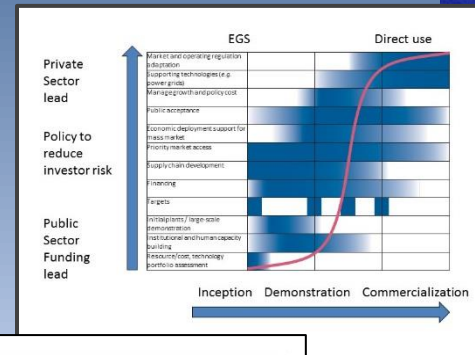 EGS Direct use
Private
Sector
lead
Policy to
reduce
investor risk
Public
Sector
Funding
lead
Market and operating regulation
adaptation
Supporting technologies (e.g.
power grids)
Manage growth and policy cost
Public acceptance
Economic deployment support for
mass market
Priority market access
Supply chain development
Financing
Targets
Initial plants / large-scale
demonstration
Institutional and human capacity
building
Resource/cost, technology
portfolio assessment
Inception Demonstration Commercialization